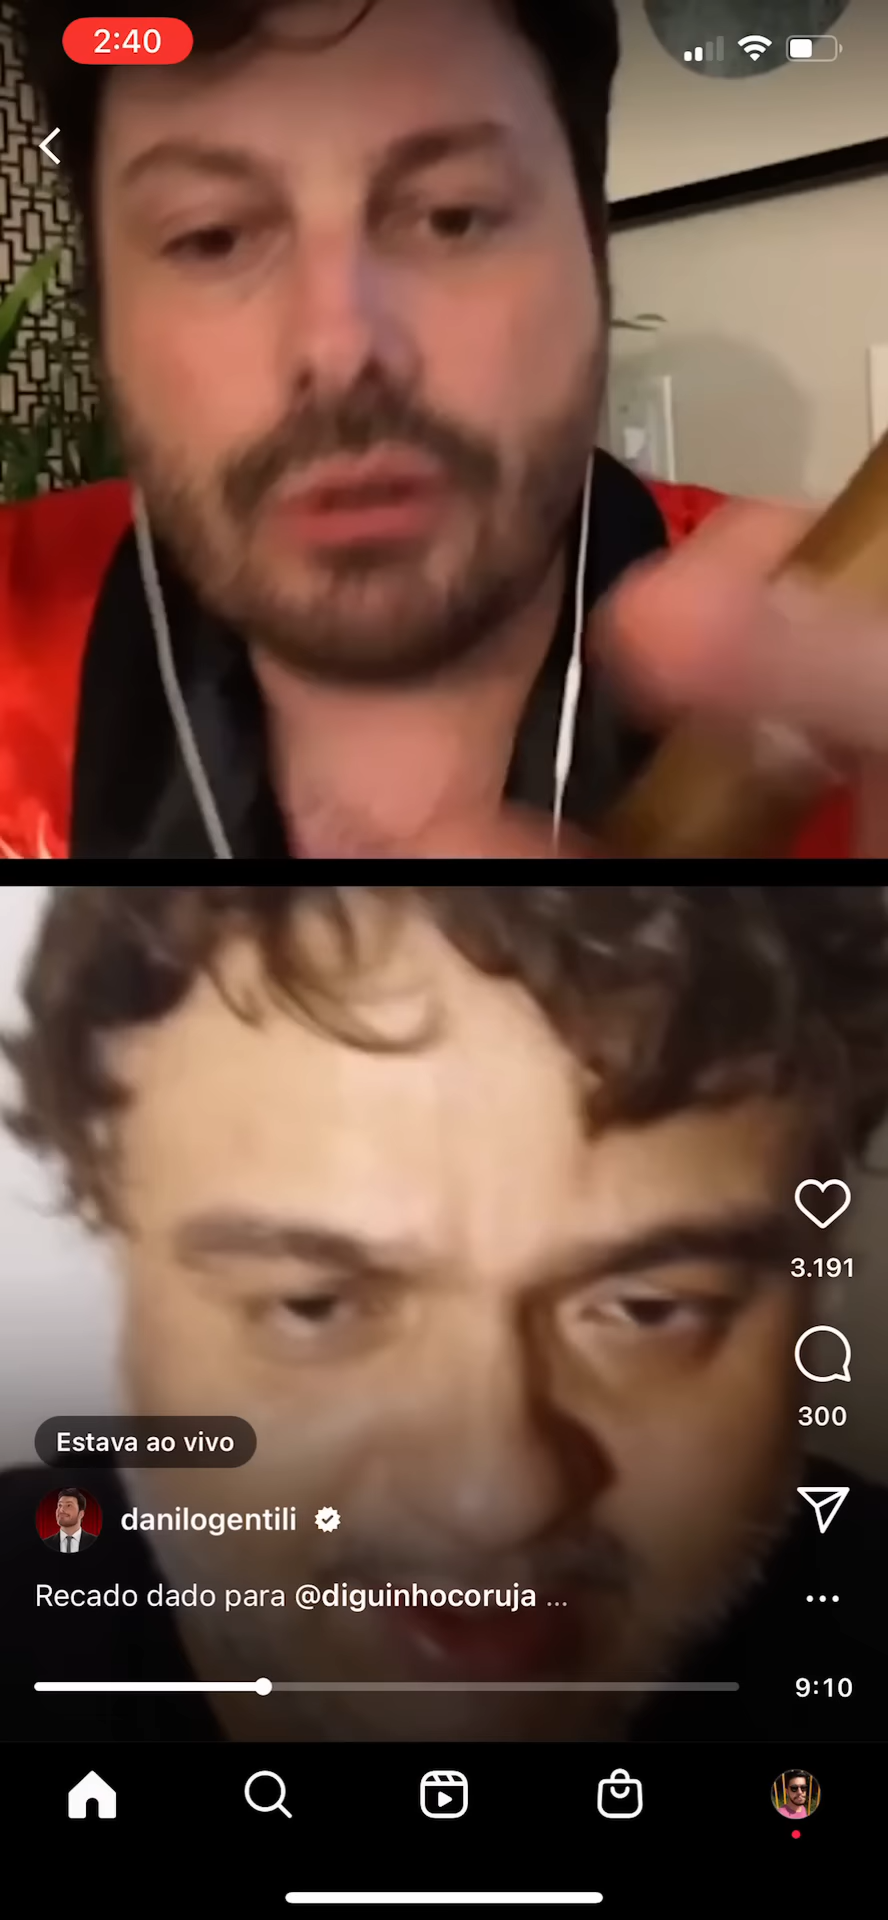 2:40
3.191
300
Estava ao vivo
danilogentili
Recado dado para @diguinhocoruja ...
9:10